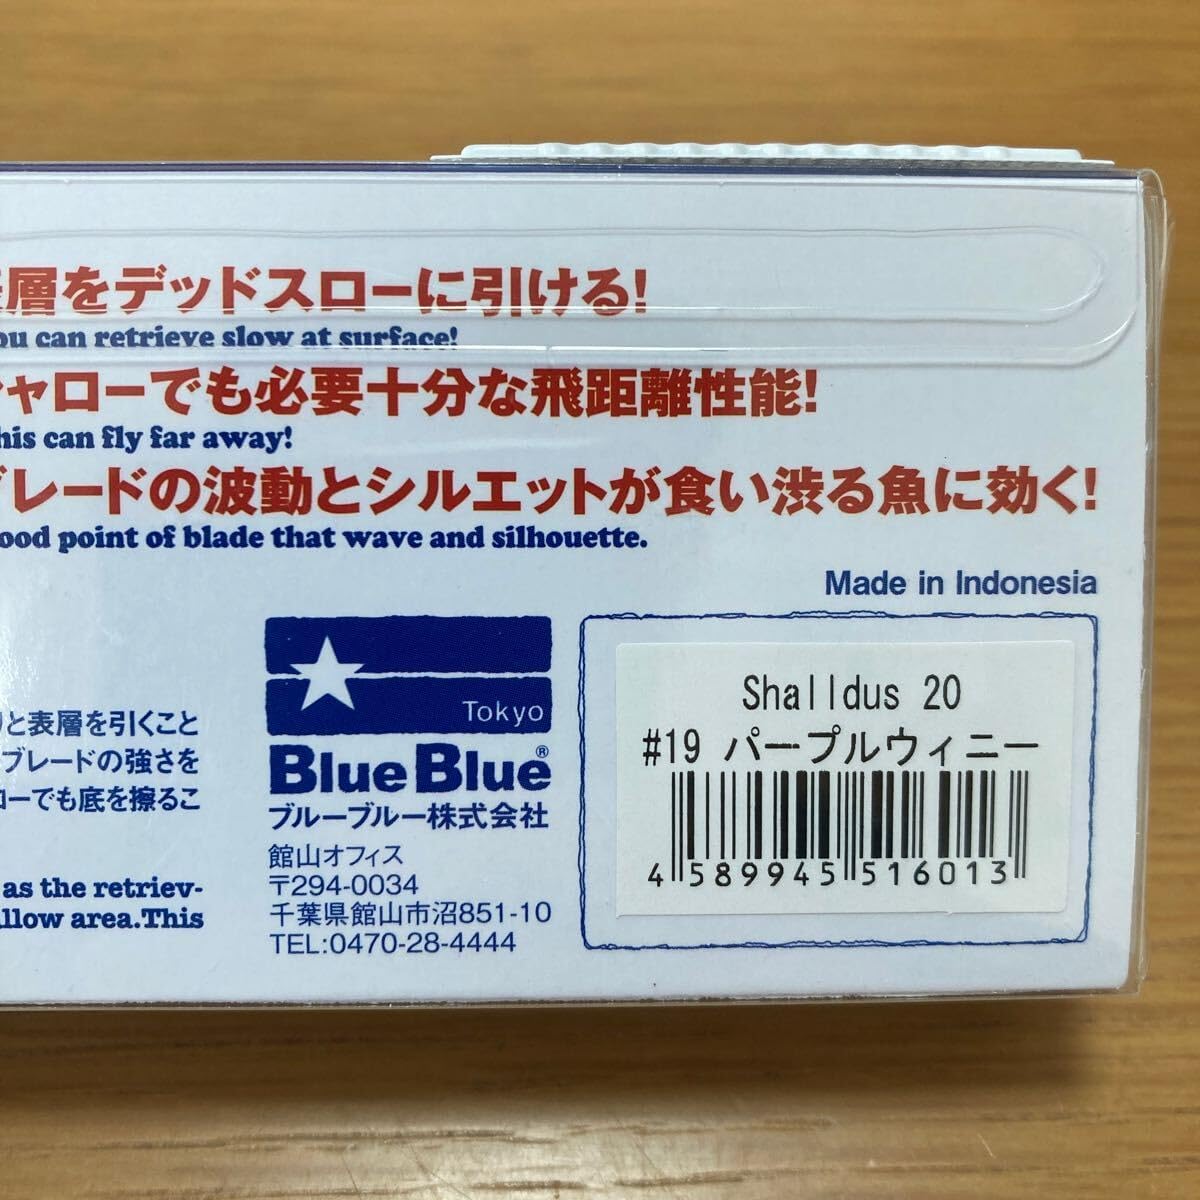 層をデッドスローに引ける!
ou can retrieve slow at surface!
ャローでも必要十分な飛距離性能!
his can fly far away!
レードの波動とシルエットが食い渋る魚に効く!
ood point of blade that wave and silhouette.
Made in Indonesia
と表層を引くこと
ブレードの強さを
ローでも底を擦るこ
as the retriev-
llow area.This
Tokyo
BlueBlue®
ブルーブルー株式会社
館山オフィス
〒294-0034
千葉県館山市沼851-10
TEL:0470-28-4444
Shalldus 20
#19 パープルウィニー
4 589945 516013